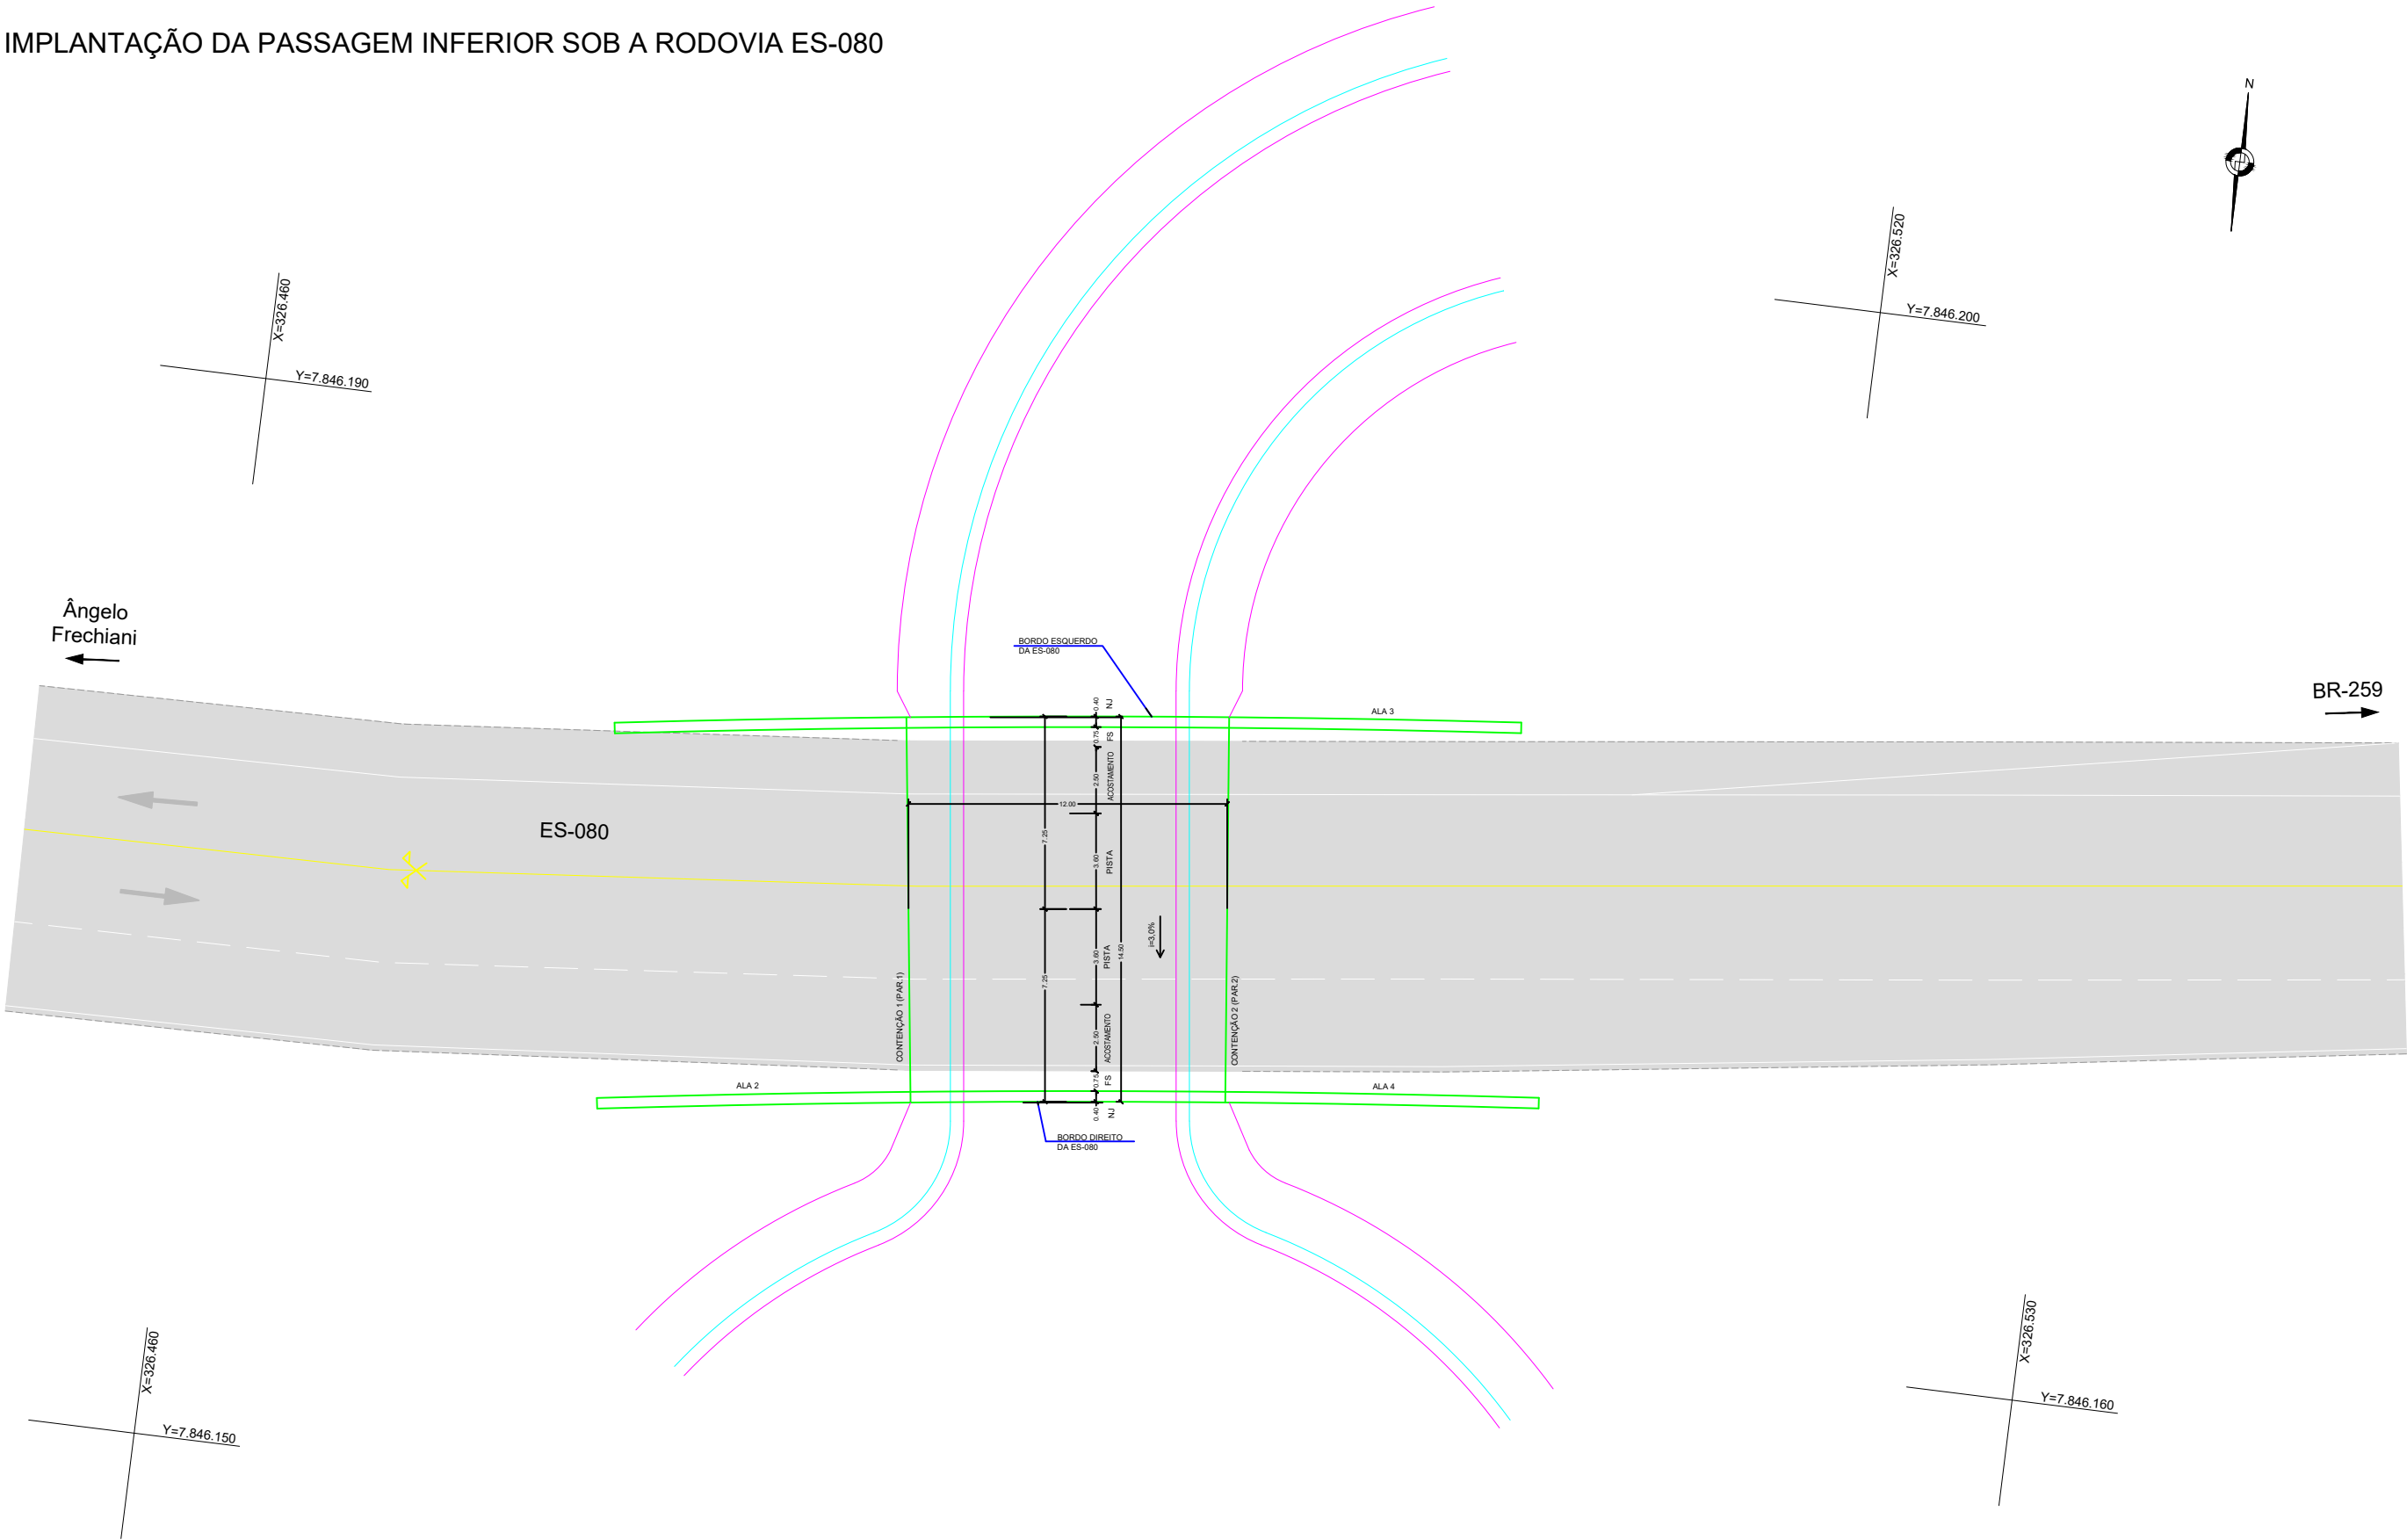 IMPLANTAÇÃO DA PASSAGEM INFERIOR SOB A RODOVIA ES-080
N
X=326.460
Y=7.846.190
X=326.520
Y=7.846.200
Ângelo
Frechiani
BR-259
BORDO ESQUERDO
DA ES-080
ALA 3
0.40
NJ
0.75
FS
2.50
ACOSTAMENTO
12.00
ES-080
7.25
3.60
PISTA
14.50
i=3,0%
7.25
3.60
PISTA
CONTENÇÃO 1 (PAR.1)
CONTENÇÃO 2 (PAR.2)
2.50
ACOSTAMENTO
0.75
FS
ALA 2
ALA 4
0.40
NJ
BORDO DIREITO
DA ES-080
X=326.460
Y=7.846.150
X=326.530
Y=7.846.160